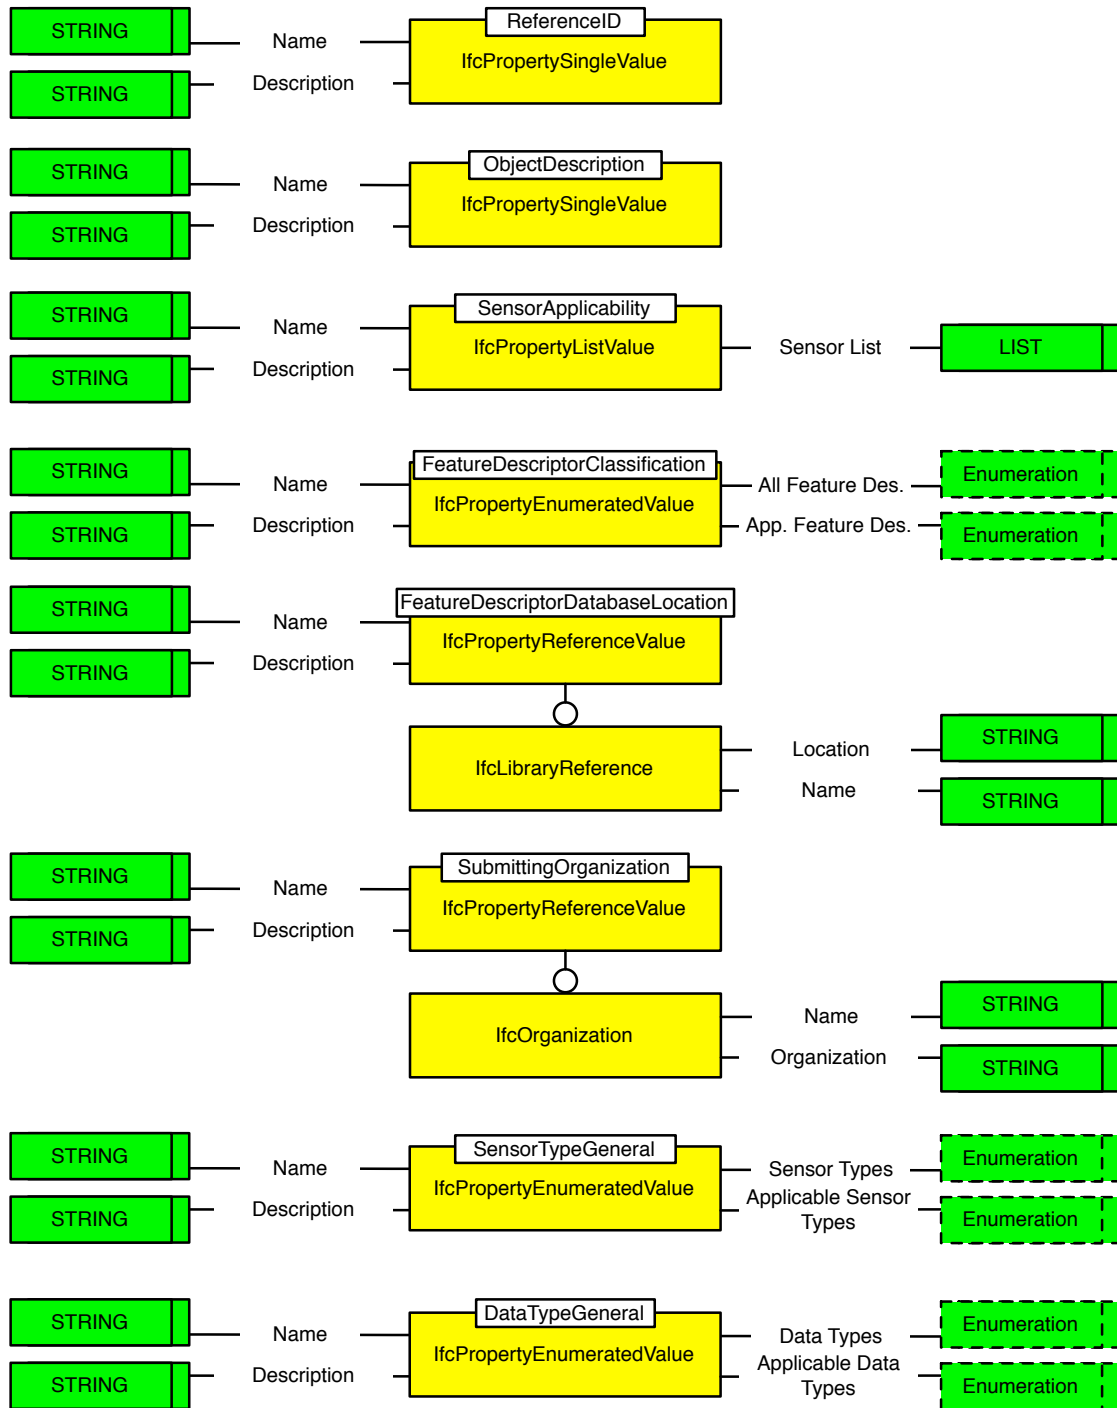 ReferenceID
STRING
Name
IfcPropertySingleValue
STRING
Description
ObjectDescription
STRING
Name
IfcPropertySingleValue
STRING
Description
SensorApplicability
STRING
Name
IfcPropertyListValue
Sensor List
LIST
STRING
Description
FeatureDescriptorClassification
STRING
Name
IfcPropertyEnumeratedValue
All Feature Des.
Enumeration
STRING
Description
App. Feature Des.
Enumeration
FeatureDescriptorDatabaseLocation
STRING
Name
IfcPropertyReferenceValue
STRING
Description
IfcLibraryReference
Location
STRING
Name
STRING
SubmittingOrganization
STRING
Name
IfcPropertyReferenceValue
STRING
Description
IfcOrganization
Name
STRING
Organization
STRING
SensorTypeGeneral
STRING
Name
IfcPropertyEnumeratedValue
Sensor Types
Enumeration
STRING
Description
Applicable Sensor
Types
Enumeration
DataTypeGeneral
STRING
Name
IfcPropertyEnumeratedValue
Data Types
Enumeration
STRING
Description
Applicable Data
Types
Enumeration